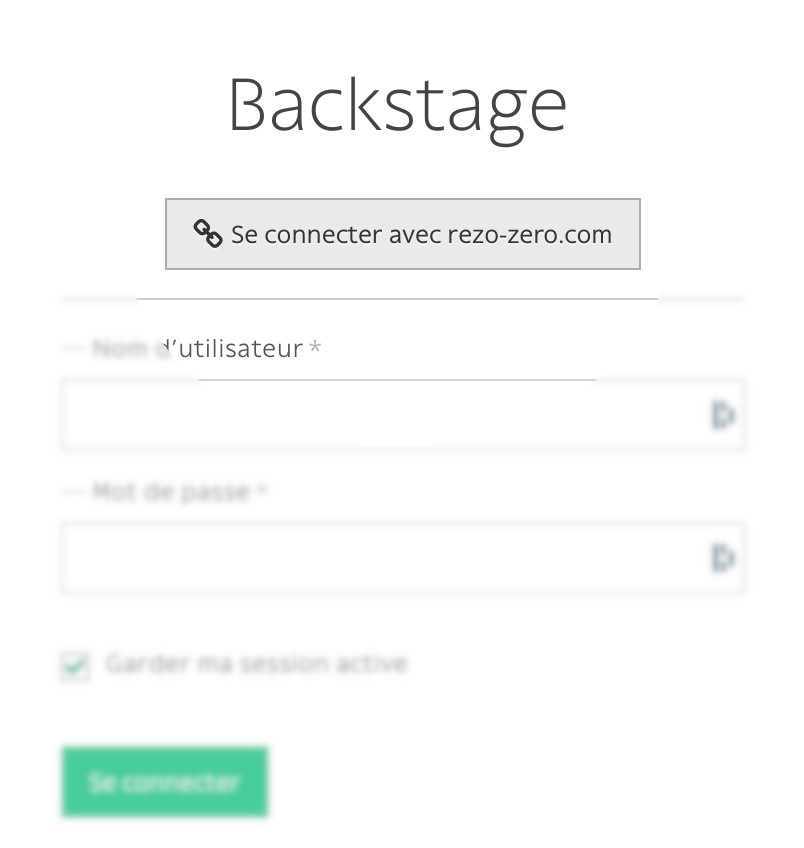 Backstage
Se connecter avec rezo-zero.com
— Nom d’utilisateur *
— Mot de passe *
Garder ma session active
Se connecter